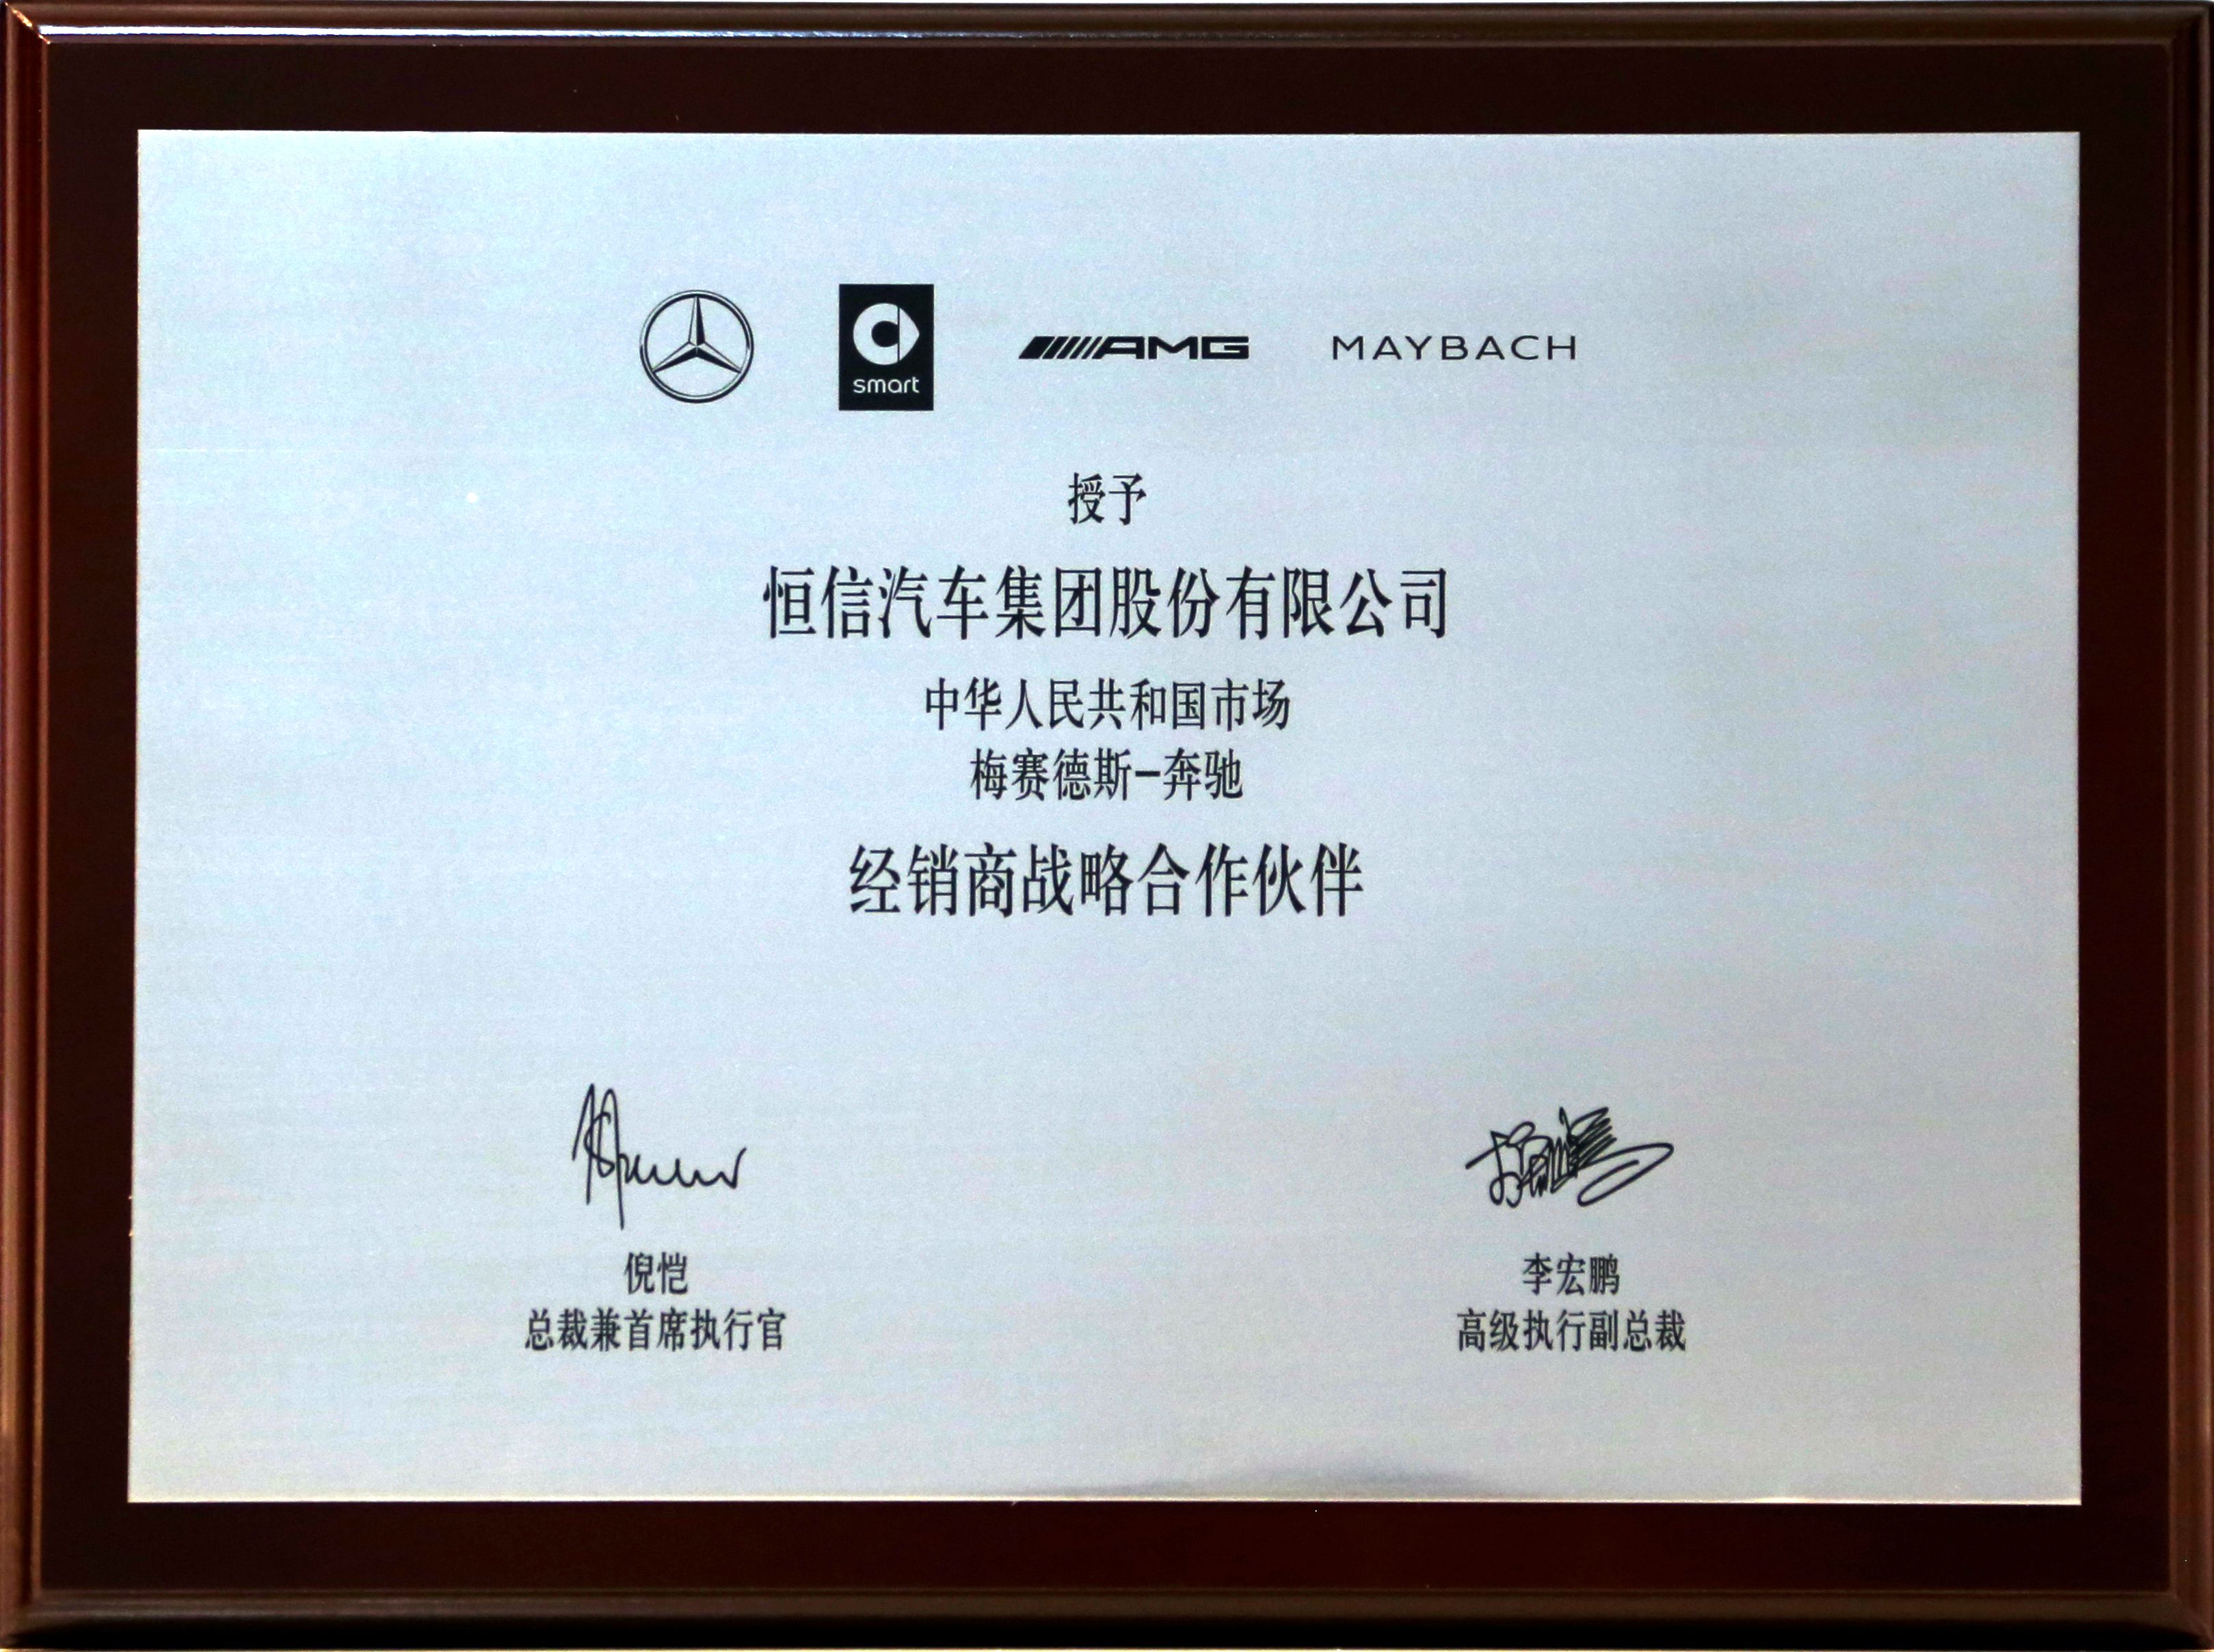 smart AMG MAYBACH
授予
恒信汽车集团股份有限公司
中华人民共和国市场
梅赛德斯-奔驰
经销商战略合作伙伴
倪恺 李宏鹏
总裁兼首席执行官 高级执行副总裁